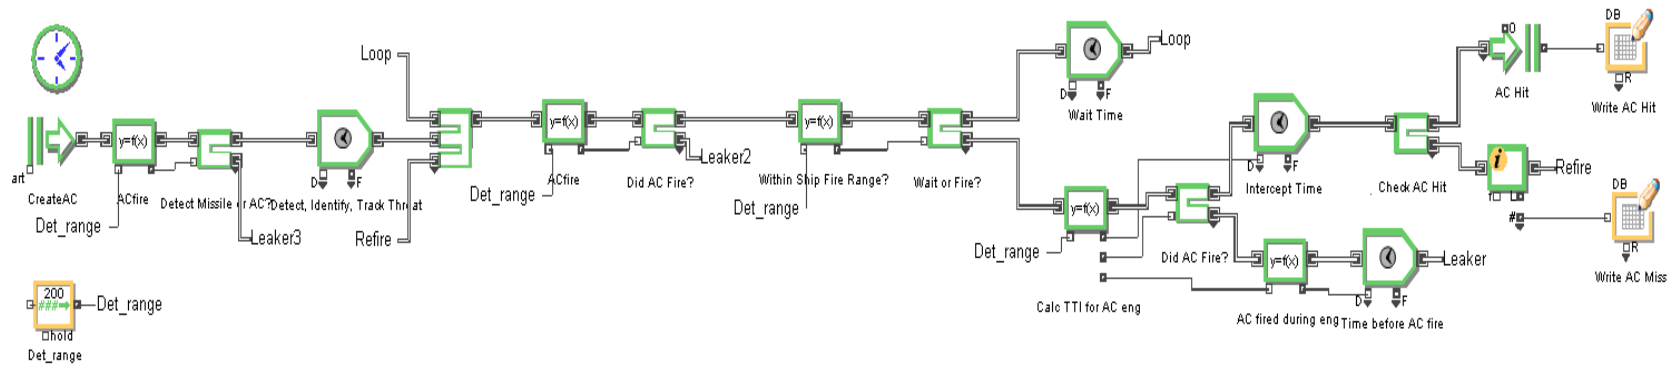 DB
O
R
AC Hit
Write AC Hit
Loop
Loop
D
F
Wait Time
art
CreateAC
y=f(x)
ACfire
Det_range
Detect Missile or AC?
Leaker3
D
F
Detect, Identify, Track Threat
Refire
y=f(x)
ACfire
Det_range
Did AC Fire?
Leaker2
y=f(x)
Within Ship Fire Range?
Det_range
Wait or Fire?
D
F
Intercept Time
Check AC Hit
i
Refire
#
DB
R
Write AC Miss
y=f(x)
Det_range
Calc TTI for AC eng
Did AC Fire?
y=f(x)
AC fired during eng
D
F
Time before AC fire
Leaker
200
###
Det_range
hold
Det_range